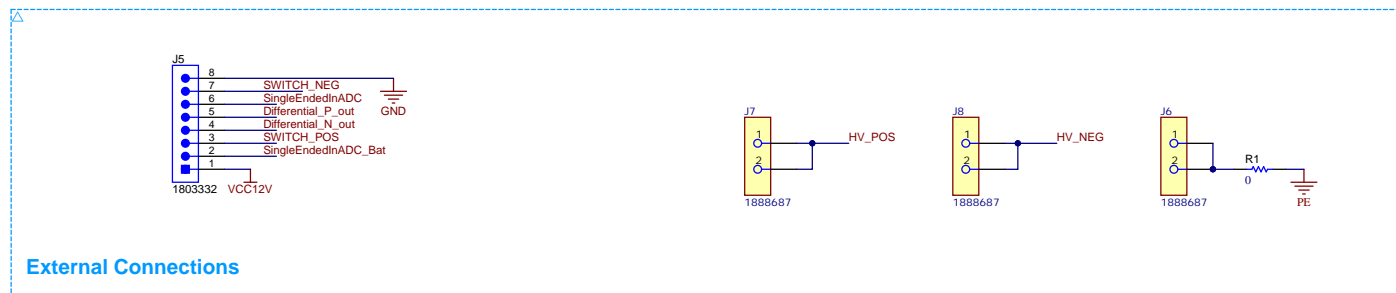 J5
8
7 SWITCH_NEG
6 SingleEndedInADC
5 Differential_P_out
4 Differential_N_out
3 SWITCH_POS
2 SingleEndedInADC_Bat
1
1803332 VCC12V
GND
J7
1
2
HV_POS
1888687
J8
1
2
HV_NEG
1888687
J6
1
2
R1
0
PE
1888687
External Connections